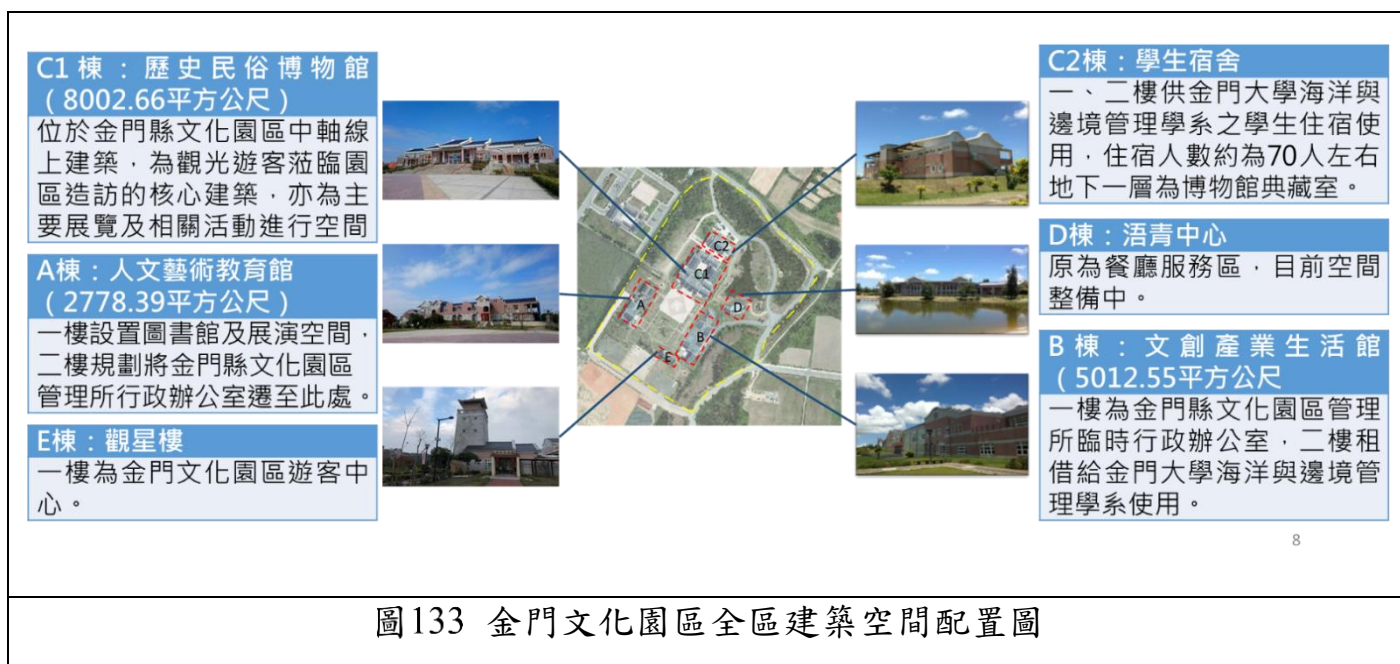 C1棟：歷史民俗博物館
（8002.66平方公尺）
位於金門縣文化園區中軸線
上建築，為觀光遊客蒞臨園
區造訪的核心建築，亦為主
要展覽及相關活動進行空間
A棟：人文藝術教育館
（2778.39平方公尺）
一樓設置圖書館及展演空間，
二樓規劃將金門縣文化園區
管理所行政辦公室遷至此處。
E棟：觀星樓
一樓為金門文化園區遊客中
心。
C2
C1
A
D
B
E
C2棟：學生宿舍
一、二樓供金門大學海洋與
邊境管理學系之學生住宿使
用，住宿人數約為70人左右
地下一層為博物館典藏室。
D棟：浯青中心
原為餐廳服務區，目前空間
整備中。
B棟：文創產業生活館
（5012.55平方公尺
一樓為金門縣文化園區管理
所臨時行政辦公室，二樓租
借給金門大學海洋與邊境管
理學系使用。
8
圖133 金門文化園區全區建築空間配置圖